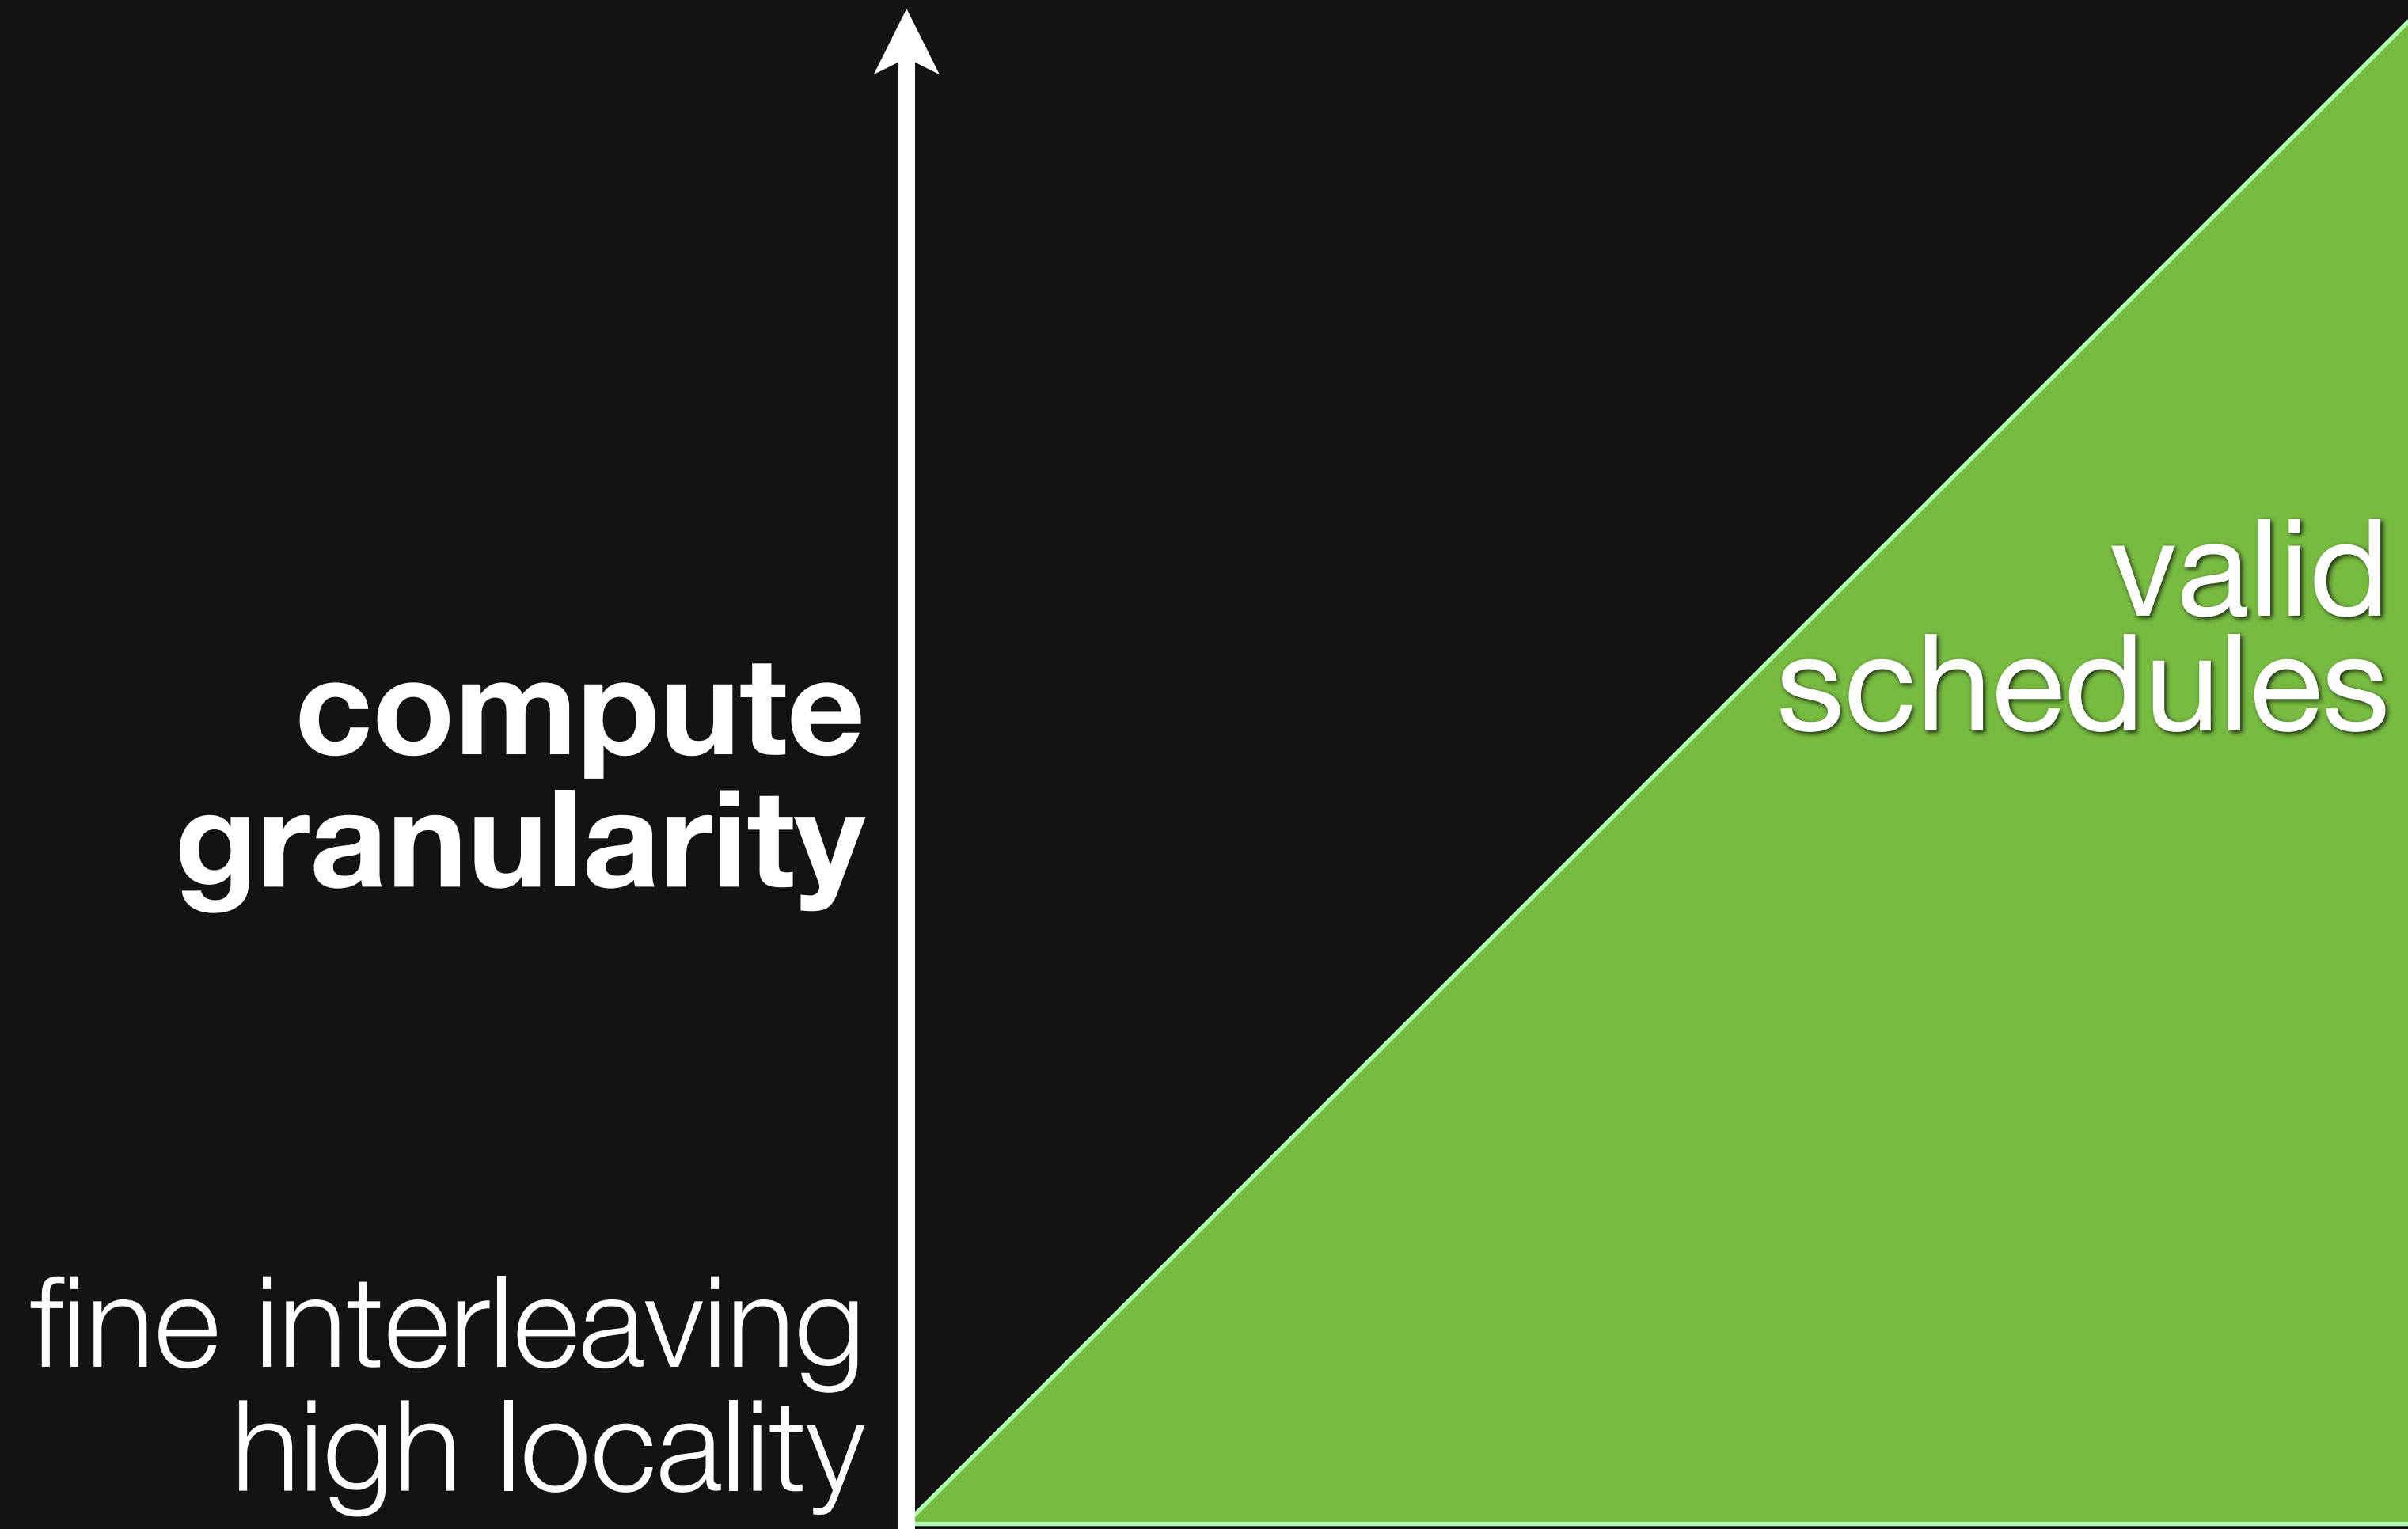 valid
schedules
compute
granularity
fine interleaving
high locality